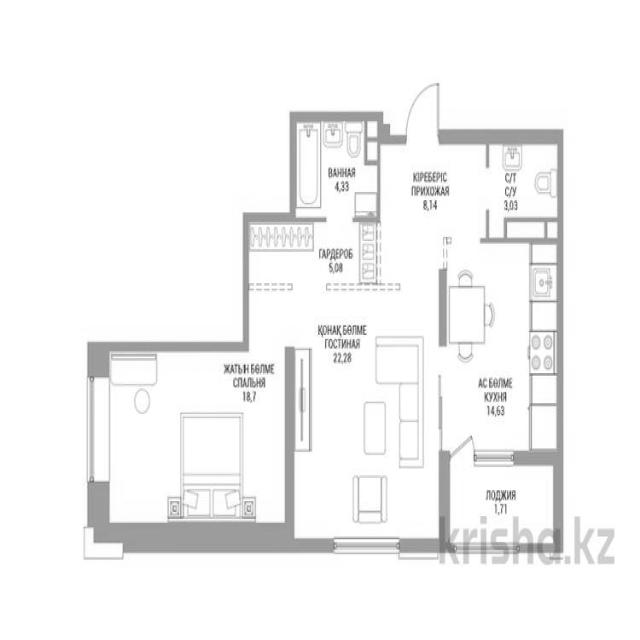 ВАННАЯ
4,33
КІРЕБЕРІС
ПРИХОЖАЯ
8,14
С/Т
С/У
3,03
ГАРДЕРОБ
5,08
ҚОНАҚ БӨЛМЕ
ГОСТИНАЯ
22,28
ЖАТЫН БӨЛМЕ
СПАЛЬНЯ
18,7
АС БӨЛМЕ
КУХНЯ
14,63
ЛОДЖИЯ
1,71
krisha.kz